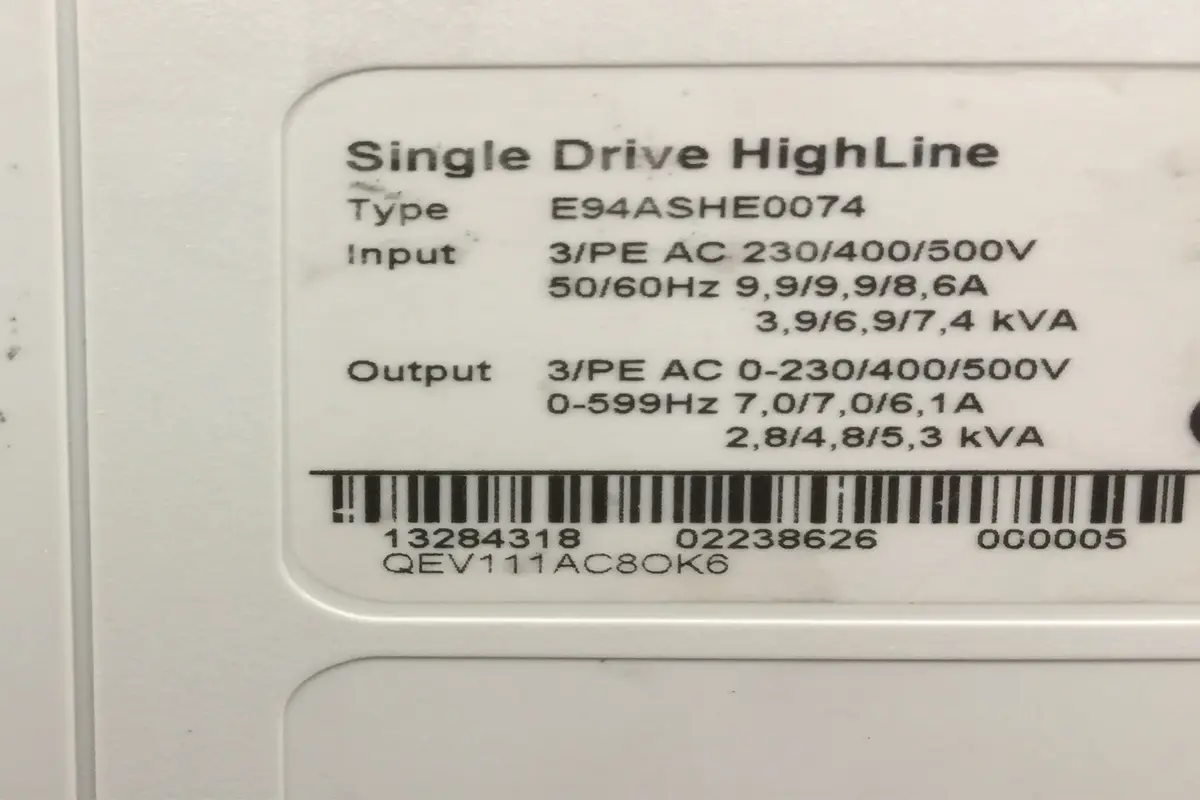 Single Drive HighLine
Type E94ASHE0074
Input 3/PE AC 230/400/500V
50/60Hz 9,9/9,9/8,6A
3,9/6,9/7,4 kVA
Output 3/PE AC 0-230/400/500V
0-599Hz 7,0/7,0/6,1A
2,8/4,8/5,3 kVA
13284318 02238626 000005
QEV111AC8OK6